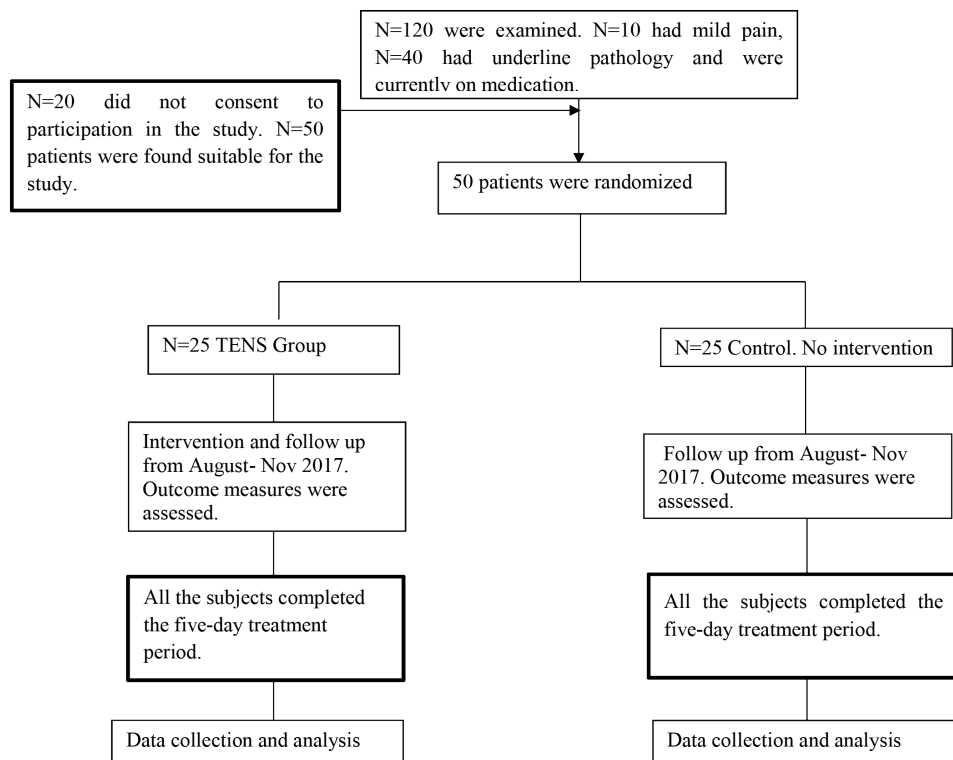 N=120 were examined. N=10 had mild pain,
N=40 had underline pathology and were
currently on medication.
N=20 did not consent to
participation in the study. N=50
patients were found suitable for the
study.
50 patients were randomized
N=25 TENS Group
N=25 Control. No intervention
Intervention and follow up
from August- Nov 2017.
Outcome measures were
assessed.
Follow up from August- Nov
2017. Outcome measures were
assessed.
All the subjects completed
the five-day treatment
period.
All the subjects completed the
five-day treatment period.
Data collection and analysis
Data collection and analysis